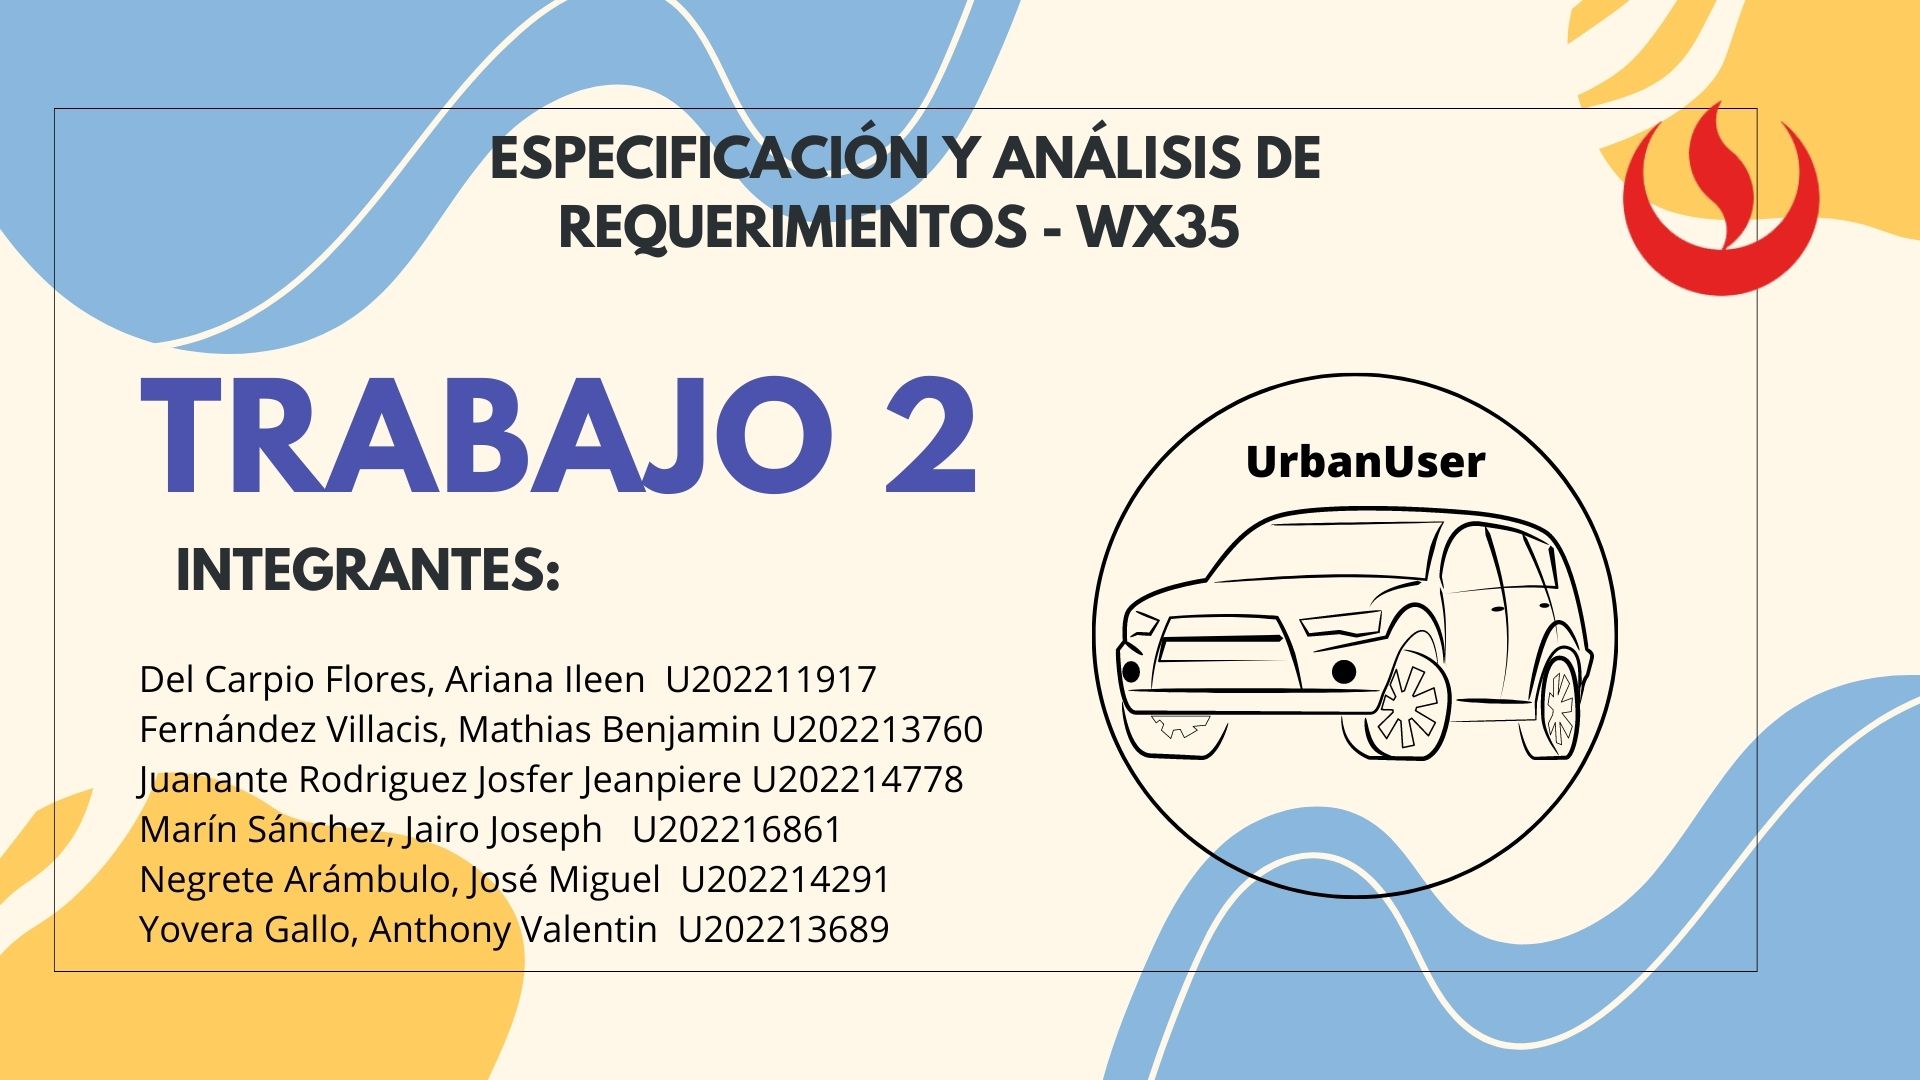 ESPECIFICACIÓN Y ANÁLISIS DE
REQUERIMIENTOS - WX35
TRABAJO 2
INTEGRANTES:
Del Carpio Flores, Ariana Ileen  U202211917
Fernández Villacis, Mathias Benjamin U202213760
Juanante Rodriguez Josfer Jeanpiere U202214778
Marín Sánchez, Jairo Joseph   U202216861
Negrete Arámbulo, José Miguel  U202214291
Yovera Gallo, Anthony Valentin  U202213689
UrbanUser